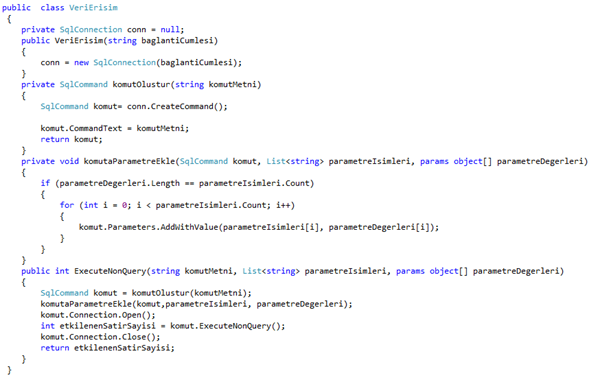 public  class VeriErisim
{
private SqlConnection conn = null;
public VeriErisim(string baglantiCumlesi)
{
conn = new SqlConnection(baglantiCumlesi);
}
private SqlCommand komutOlustur(string komutMetni)
{
SqlCommand komut= conn.CreateCommand();
komut.CommandText = komutMetni;
return komut;
}
private void komutaParametreEkle(SqlCommand komut, List<string> parametreIsimleri, params object[] parametreDegerleri)
{
if (parametreDegerleri.Length == parametreIsimleri.Count)
{
for (int i = 0; i < parametreIsimleri.Count; i++)
{
komut.Parameters.AddWithValue(parametreIsimleri[i], parametreDegerleri[i]);
}
}
}
public int ExecuteNonQuery(string komutMetni, List<string> parametreIsimleri, params object[] parametreDegerleri)
{
SqlCommand komut = komutOlustur(komutMetni);
komutaParametreEkle(komut,parametreIsimleri, parametreDegerleri);
komut.Connection.Open();
int etkilenenSatirSayisi = komut.ExecuteNonQuery();
komut.Connection.Close();
return etkilenenSatirSayisi;
}
}